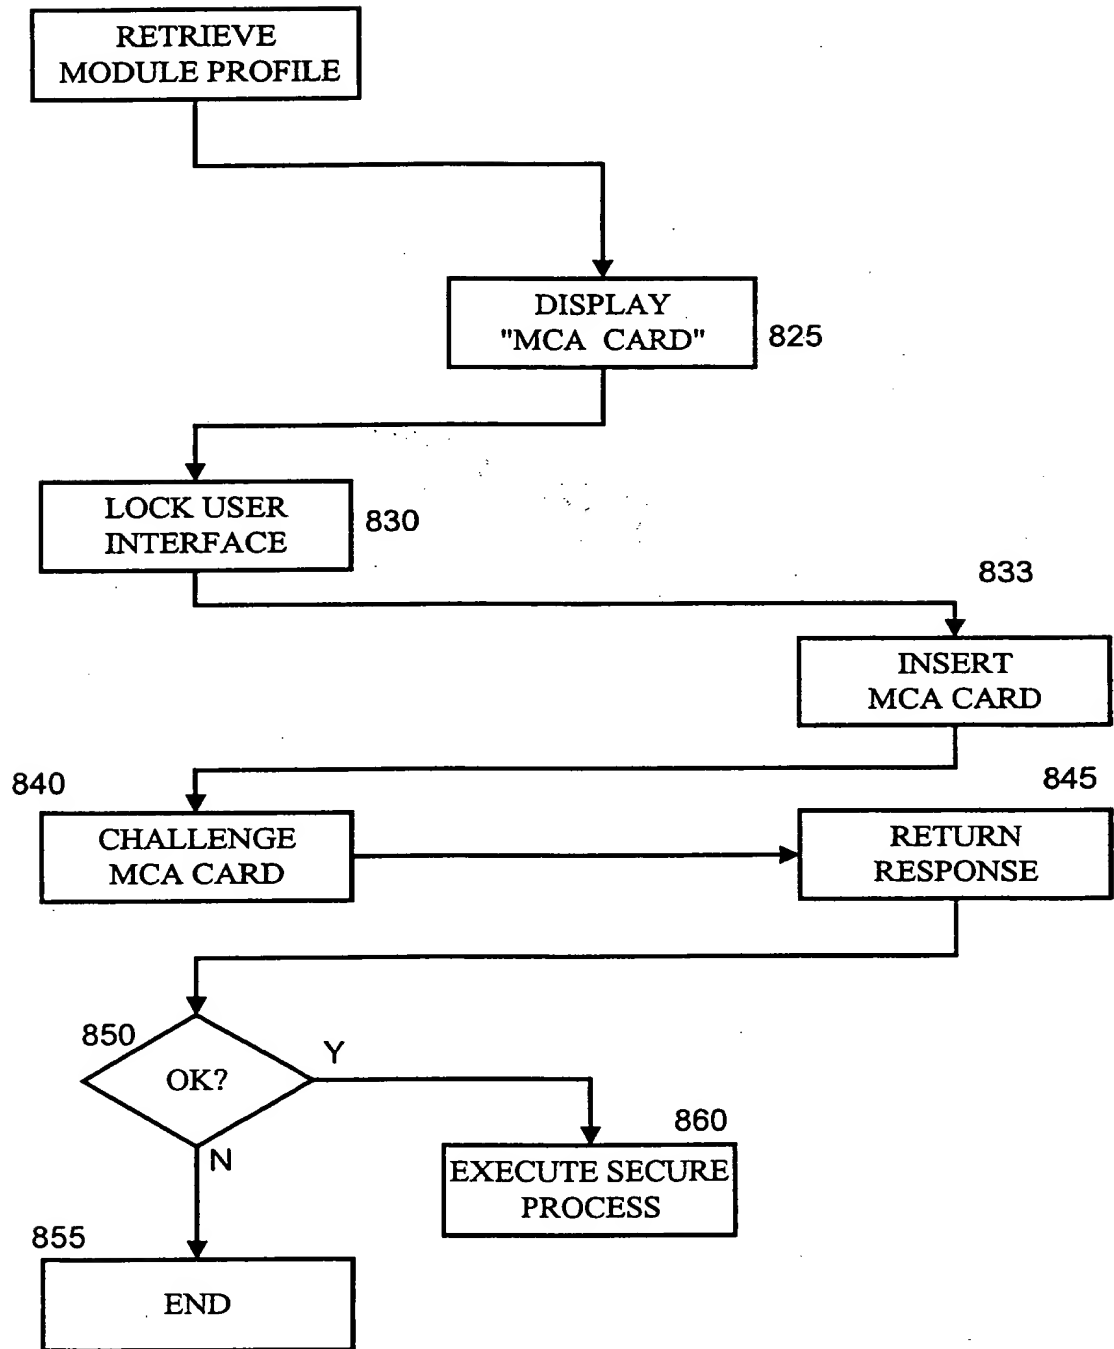 RETRIEVE
MODULE PROFILE
DISPLAY
"MCA CARD"
825
LOCK USER
INTERFACE
830
833
INSERT
MCA CARD
840
CHALLENGE
MCA CARD
845
RETURN
RESPONSE
850
OK?
Y
N
860
EXECUTE SECURE
PROCESS
855
END